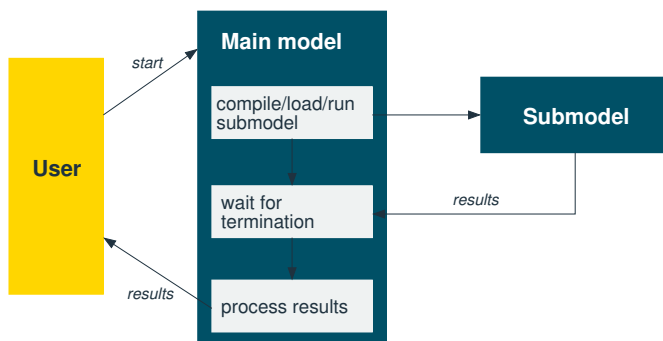 Main model
start
compile/load/run
submodel
Submodel
User
wait for
termination
results
results
process results